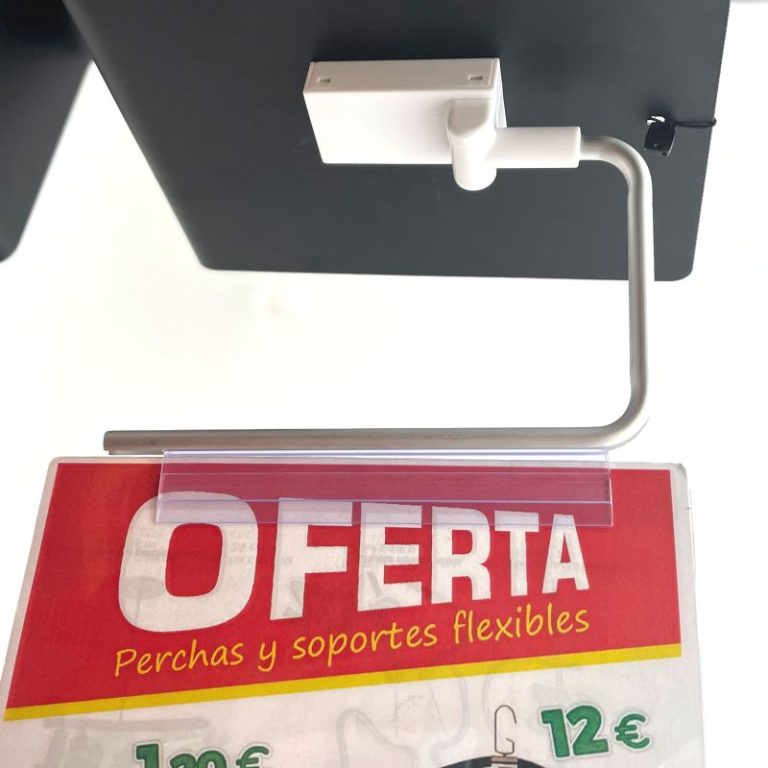 OFERTA
Perchas y soportes flexibles
12€